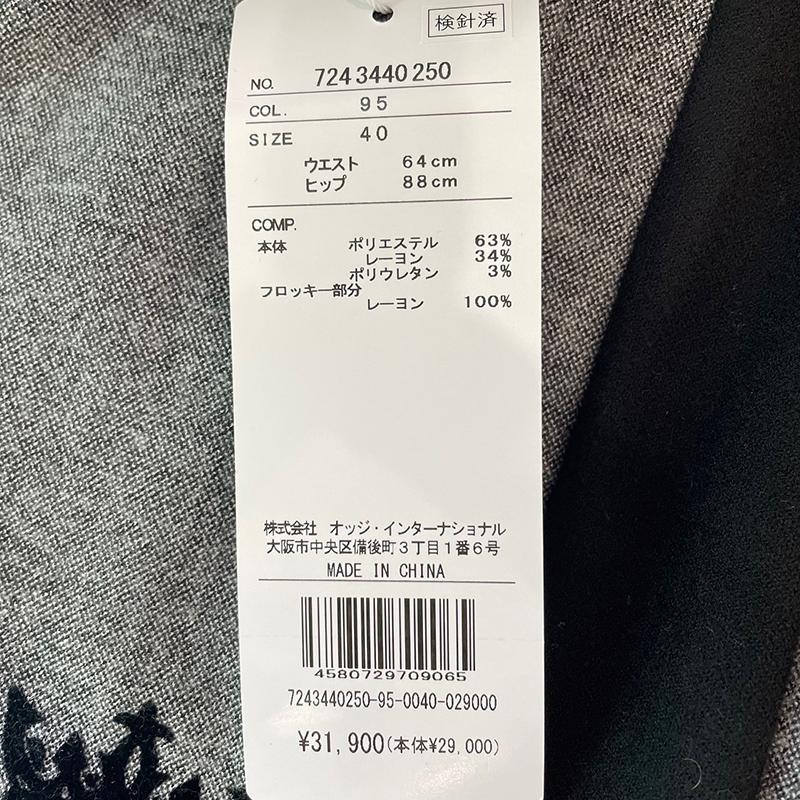 検針済
NO. 7243440250
COL. 95
SIZE 40
ウエスト 64cm
ヒップ 88cm
COMP.
本体 ポリエステル 63%
レーヨン 34%
ポリウレタン 3%
フロッキー部分
レーヨン 100%
株式会社 オッジ・インターナショナル
大阪市中央区備後町3丁目1番6号
MADE IN CHINA
4580729709065
7243440250-95-0040-029000
¥31,900(本体¥29,000)